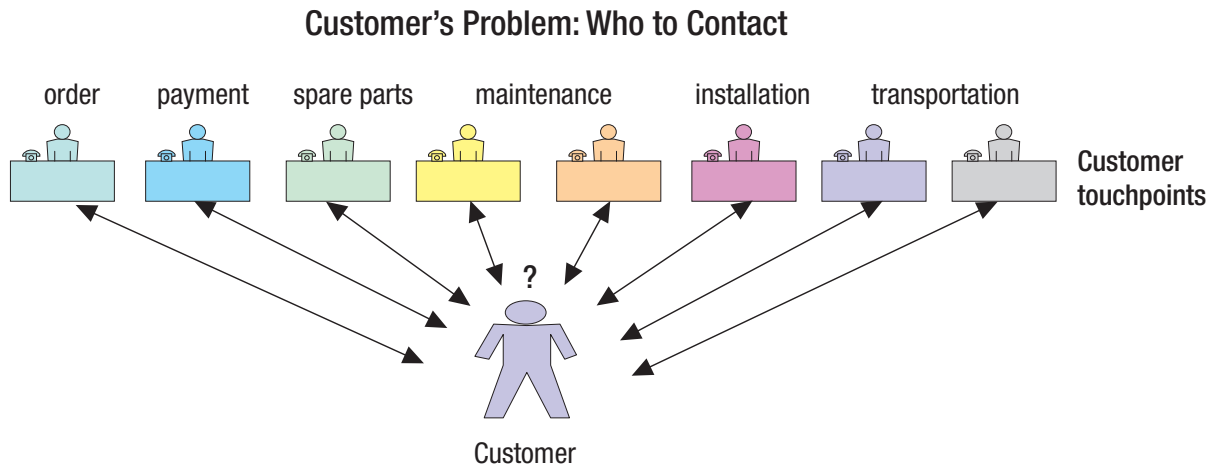 Customer’s Problem: Who to Contact
order payment spare parts maintenance installation transportation
Customer
touchpoints
?
Customer